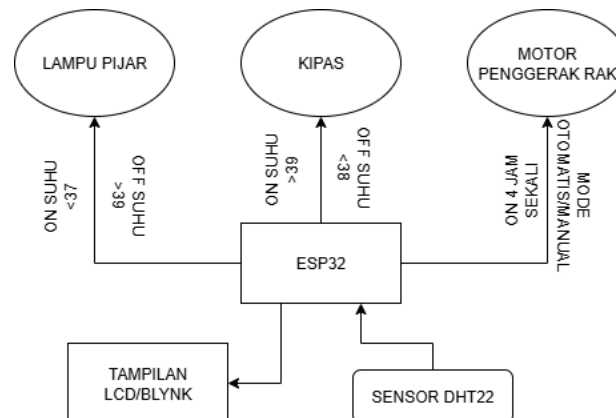 LAMPU PIJAR
KIPAS
MOTOR
PENGGERAK RAK
ON SUHU
<37
OFF SUHU
>39
ON SUHU
>39
OFF SUHU
<38
ON 4 JAM
SEKALI
MODE
OTOMATIS/MANUAL
ESP32
TAMPILAN
LCD/BLYNK
SENSOR DHT22